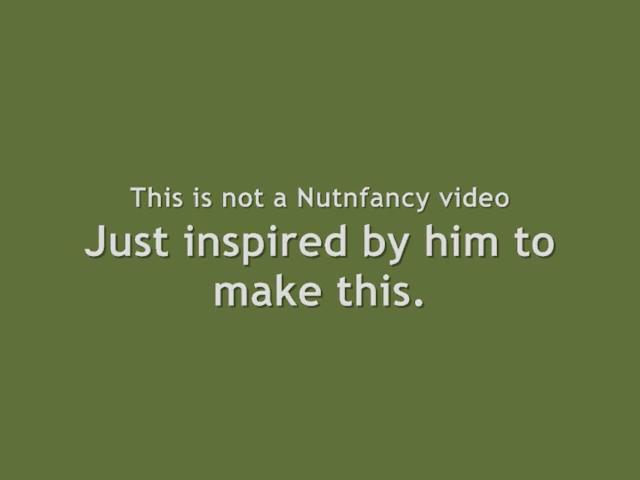 This is not a Nutnfancy video
Just inspired by him to
make this.